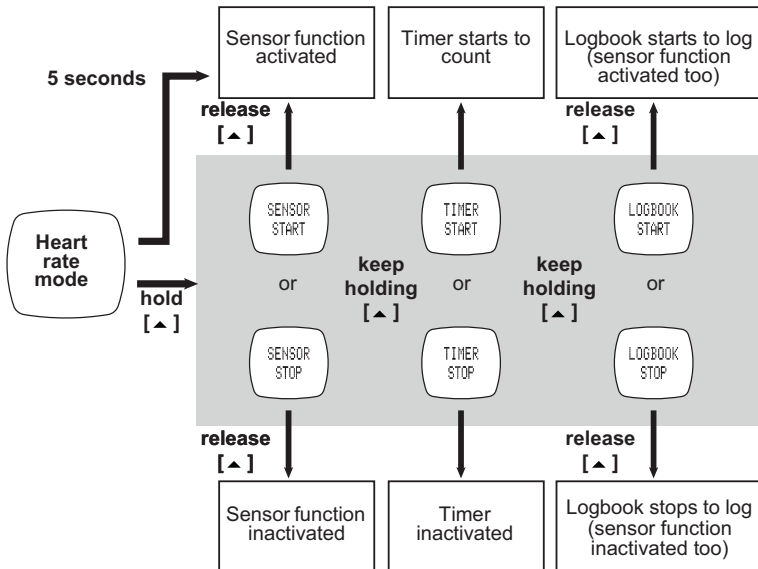 Sensor function
activated
Timer starts to
count
Logbook starts to log
(sensor function
activated too)
5 seconds
release
[▲]
release
[▲]
SENSOR
START
TIMER
START
LOGBOOK
START
Heart
rate
mode
hold
[▲]
or
keep
holding
[▲]
or
keep
holding
[▲]
or
SENSOR
STOP
TIMER
STOP
LOGBOOK
STOP
release
[▲]
release
[▲]
Sensor function
inactivated
Timer
inactivated
Logbook stops to log
(sensor function
inactivated too)